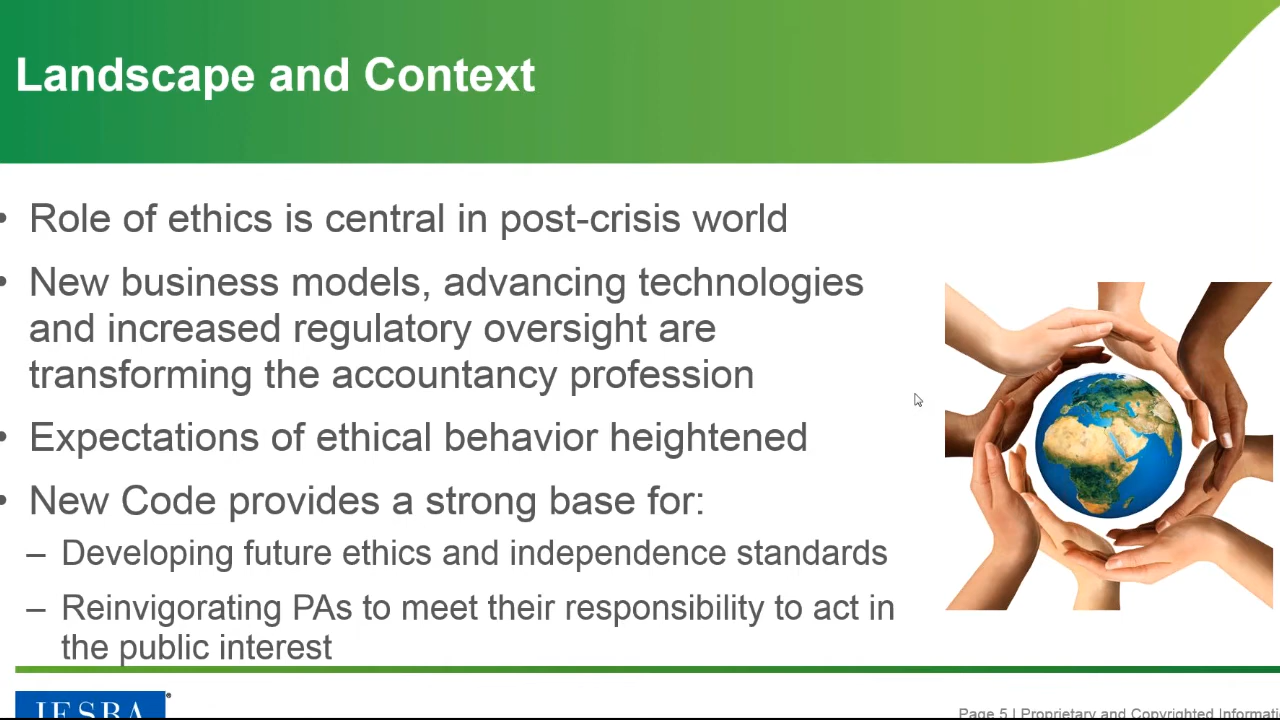 Landscape and Context
• Role of ethics is central in post-crisis world
• New business models, advancing technologies
and increased regulatory oversight are
transforming the accountancy profession
• Expectations of ethical behavior heightened
• New Code provides a strong base for:
– Developing future ethics and independence standards
– Reinvigorating PAs to meet their responsibility to act in
the public interest
IESBA®
Page 5 | Proprietary and Copyrighted Informati